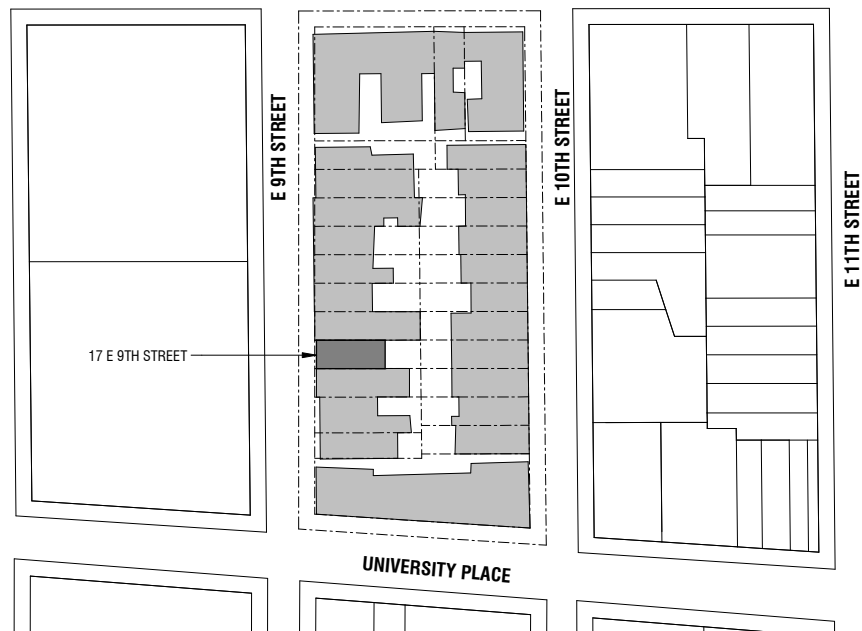 E 9TH STREET
E 10TH STREET
E 11TH STREET
17 E 9TH STREET
UNIVERSITY PLACE